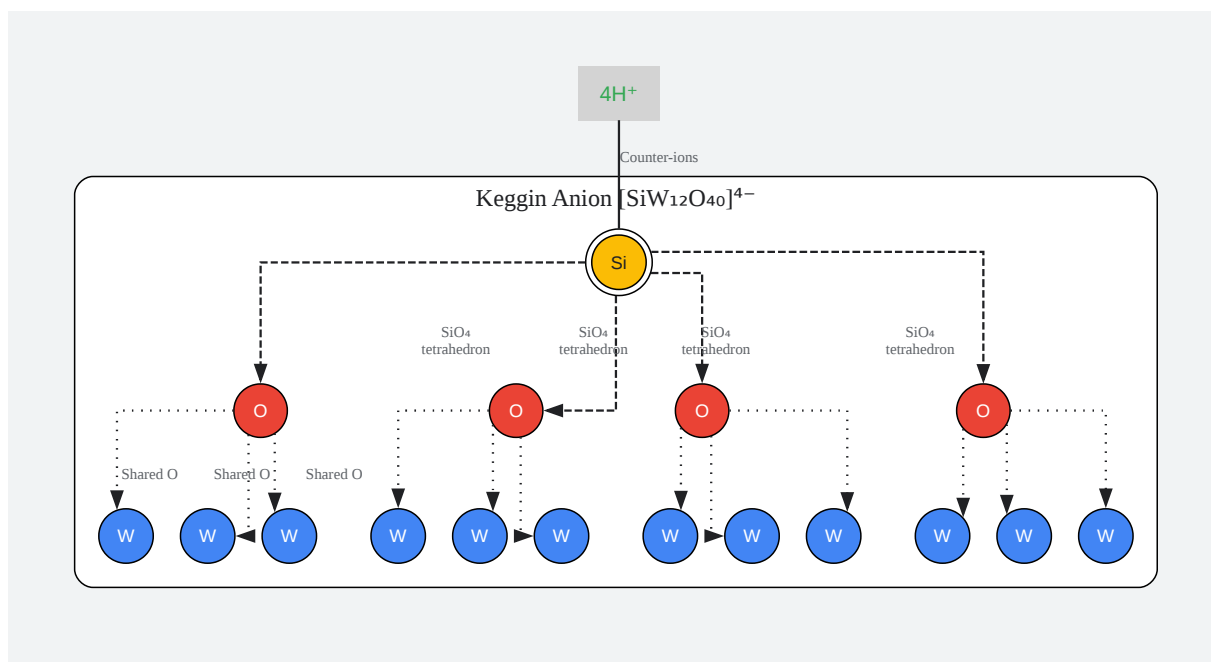 4H⁺
Counter-ions
Keggin Anion [SiW₁₂O₄₀]⁴⁻
Si
SiO₄
tetrahedron
SiO₄
tetrahedron
SiO₄
tetrahedron
SiO₄
tetrahedron
O
O
O
O
Shared O
Shared O
Shared O
W
W
W
W
W
W
W
W
W
W
W
W